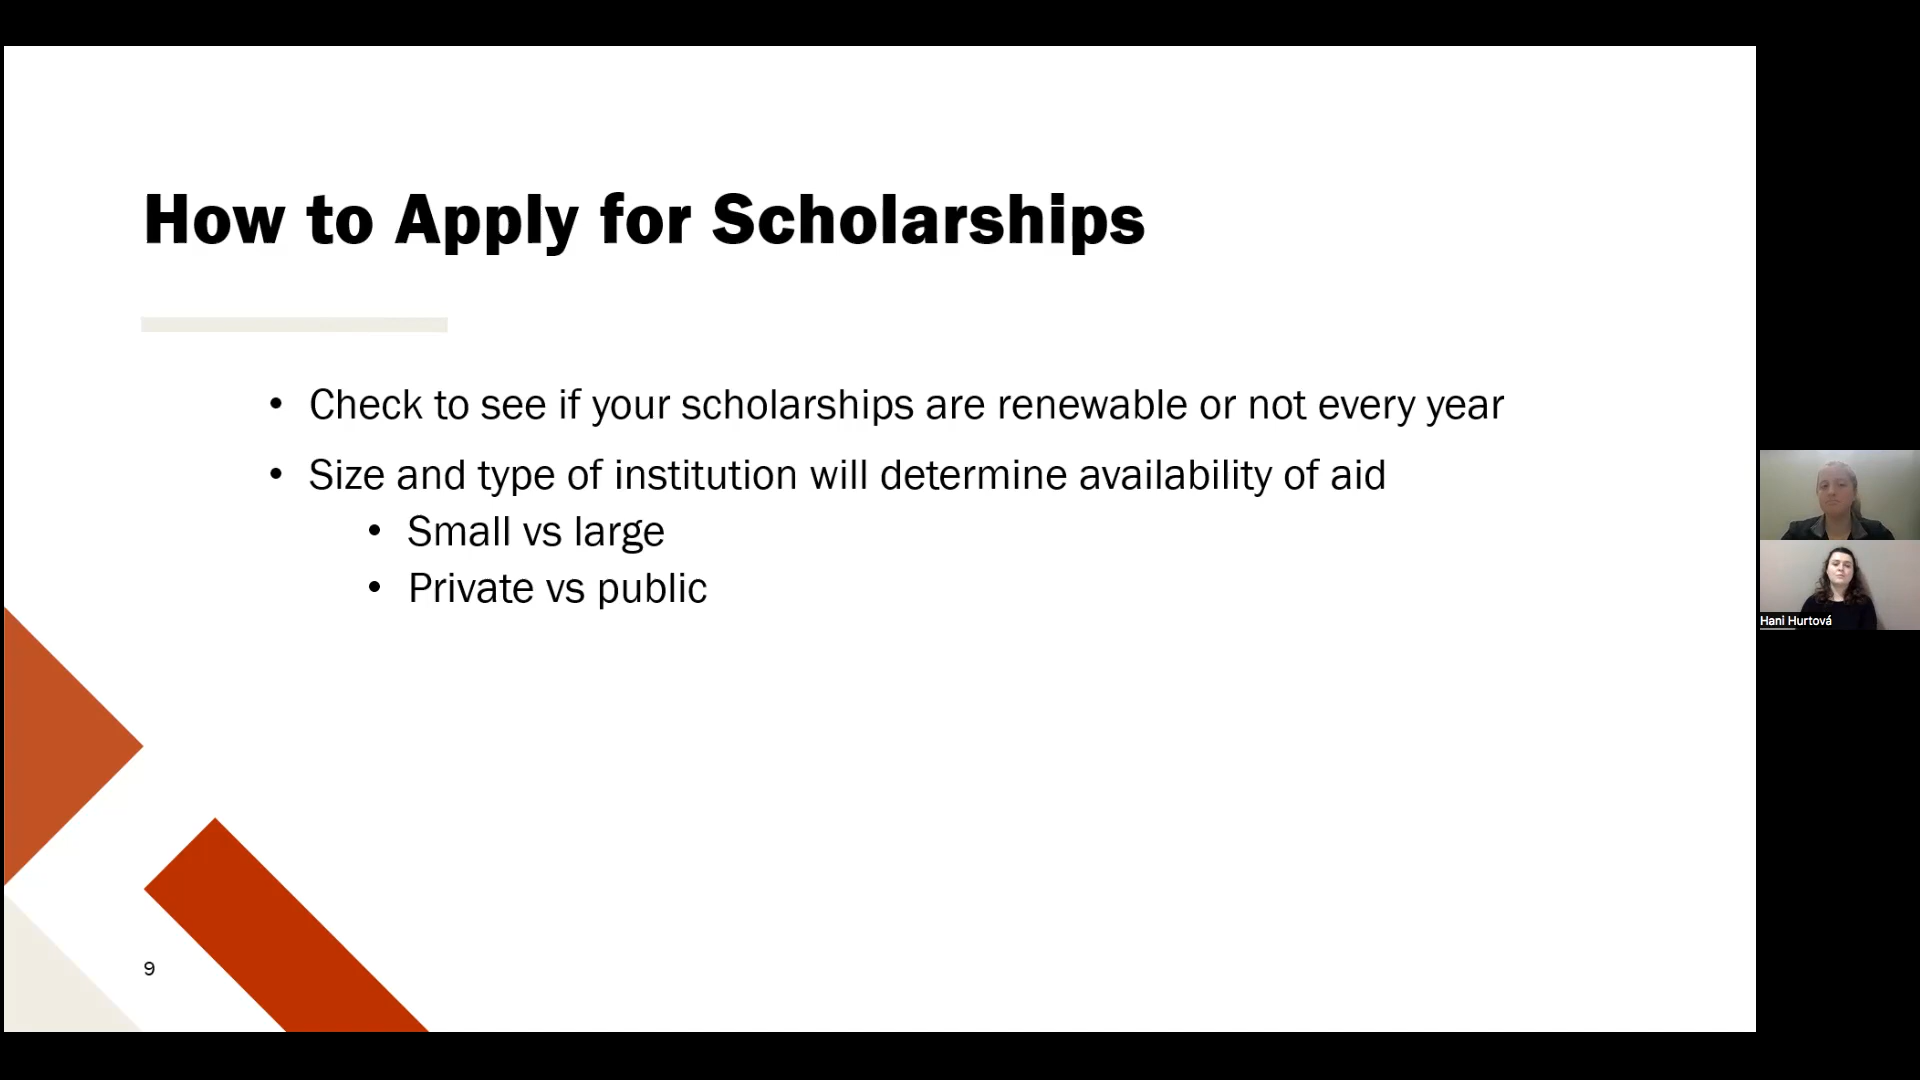 How to Apply for Scholarships
• Check to see if your scholarships are renewable or not every year
• Size and type of institution will determine availability of aid
• Small vs large
• Private vs public
9
Hani Hurtová